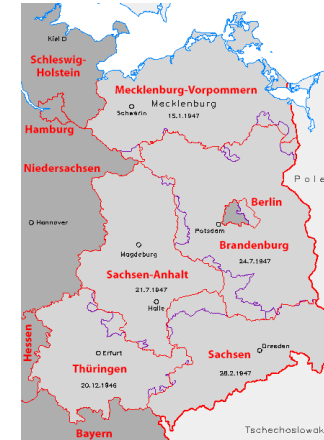 Kiel
Schleswig-
Holstein
Mecklenburg-Vorpommern
Mecklenburg
Schwerin
15.1.1947
Hamburg
Niedersachsen
Pole
Berlin
Hannover
Potsdam
Brandenburg
Magdeburg
24.7.1947
Sachsen-Anhalt
21.7.1947
Halle
Hessen
Sachsen
Dresden
Erfurt
28.2.1947
Thüringen
20.12.1946
Tschechoslowak
Bayern